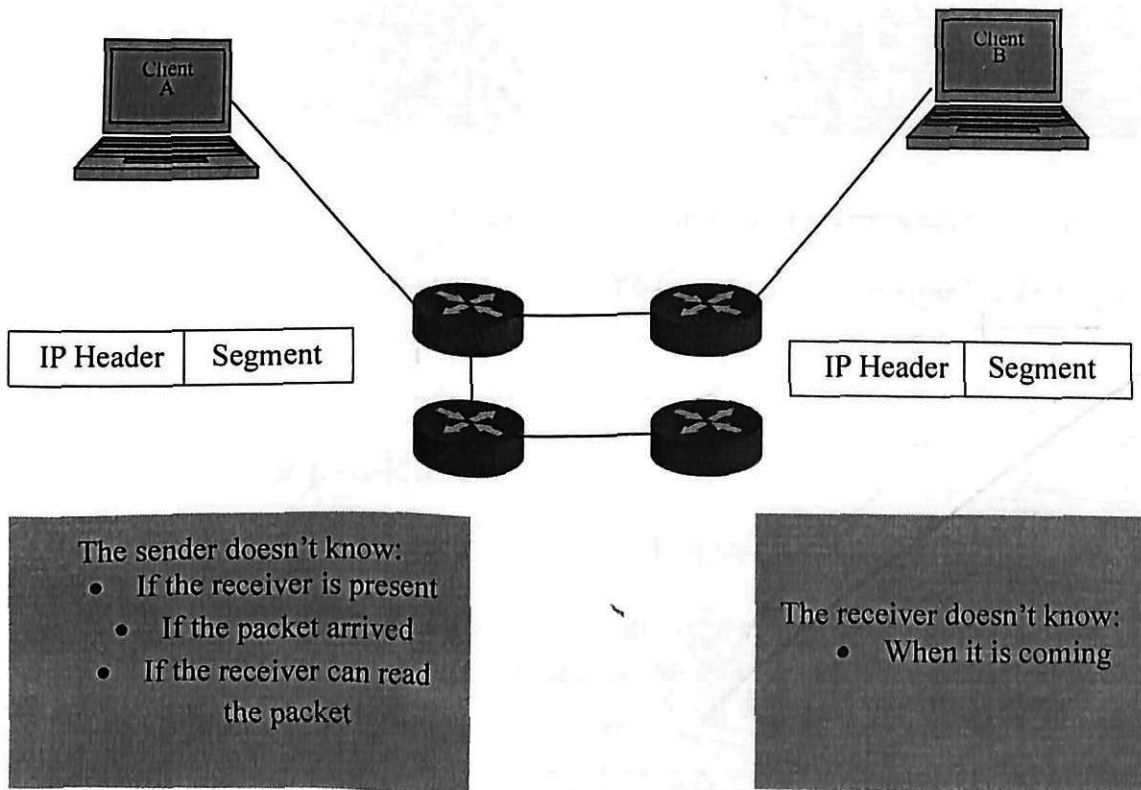 Client
A
Client
B
IP Header Segment
IP Header Segment
The sender doesn't know:
• If the receiver is present
• If the packet arrived
• If the receiver can read
the packet
The receiver doesn't know:
• When it is coming